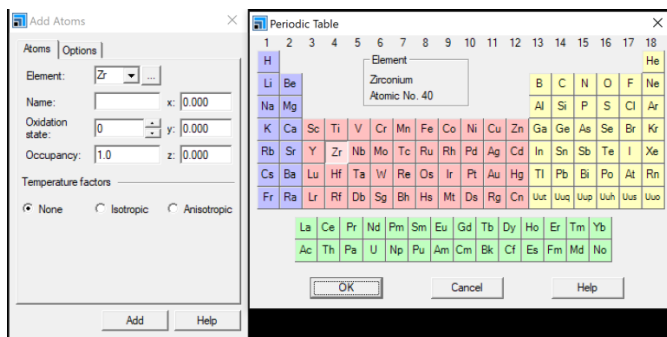 Add Atoms
Atoms Options
Element: Zr ...
Name: x: 0.000
Oxidation state: 0 y: 0.000
Occupancy: 1.0 z: 0.000
Temperature factors
None Isotropic Anisotropic
Add Help
Periodic Table
1 2 3 4 5 6 7 8 9 10 11 12 13 14 15 16 17 18
Element
Zirconium
Atomic No. 40
H He
Li Be B C N O F Ne
Na Mg Al Si P S Cl Ar
K Ca Sc Ti V Cr Mn Fe Co Ni Cu Zn Ga Ge As Se Br Kr
Rb Sr Y Zr Nb Mo Tc Ru Rh Pd Ag Cd In Sn Sb Te I Xe
Cs Ba Lu Hf Ta W Re Os Ir Pt Au Hg Tl Pb Bi Po At Rn
Fr Ra Lr Rf Db Sg Bh Hs Mt Ds Rg Cn Uut Uuq Uup Uuh Uus Uuo
La Ce Pr Nd Pm Sm Eu Gd Tb Dy Ho Er Tm Yb
Ac Th Pa U Np Pu Am Cm Bk Cf Es Fm Md No
OK Cancel Help